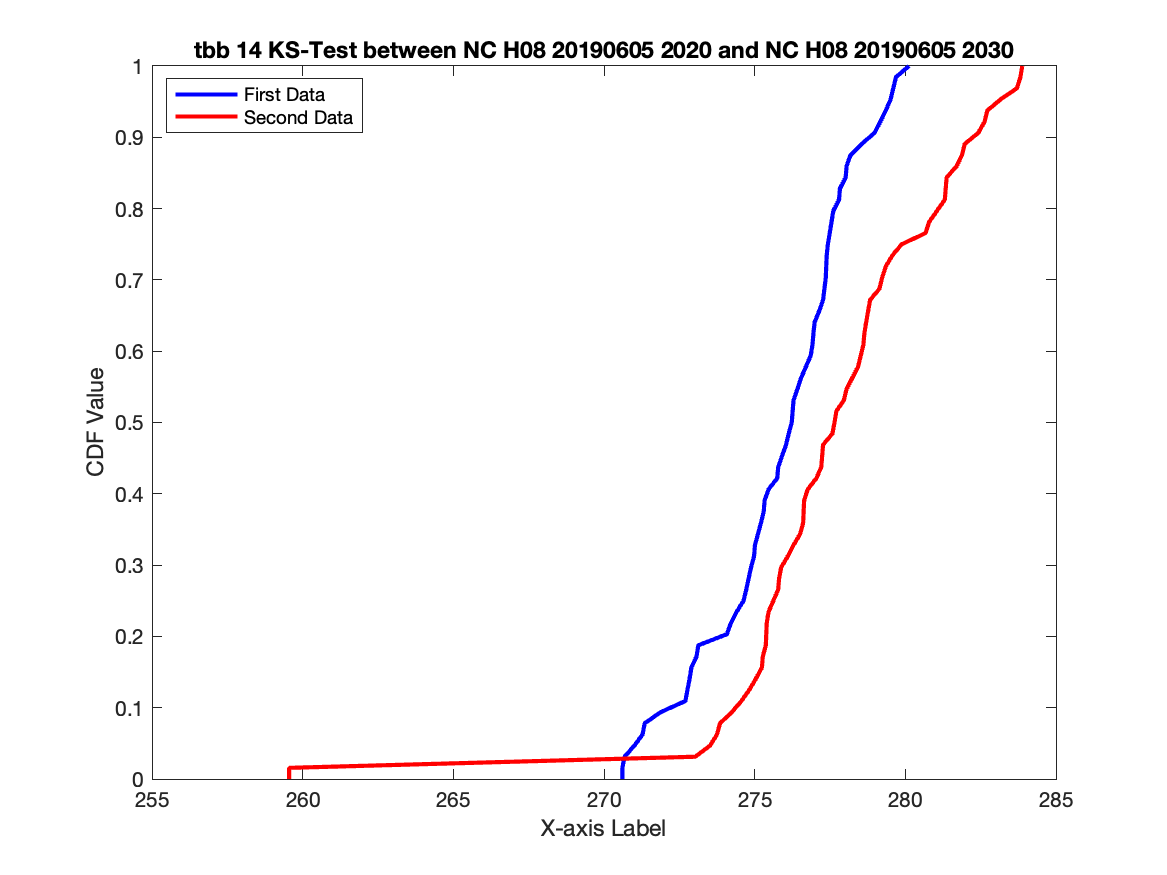 tbb 14 KS-Test between NC H08 20190605 2020 and NC H08 20190605 2030
First Data
Second Data
1
0.9
0.8
0.7
0.6
0.5
0.4
0.3
0.2
0.1
0
CDF Value
255 260 265 270 275 280 285
X-axis Label